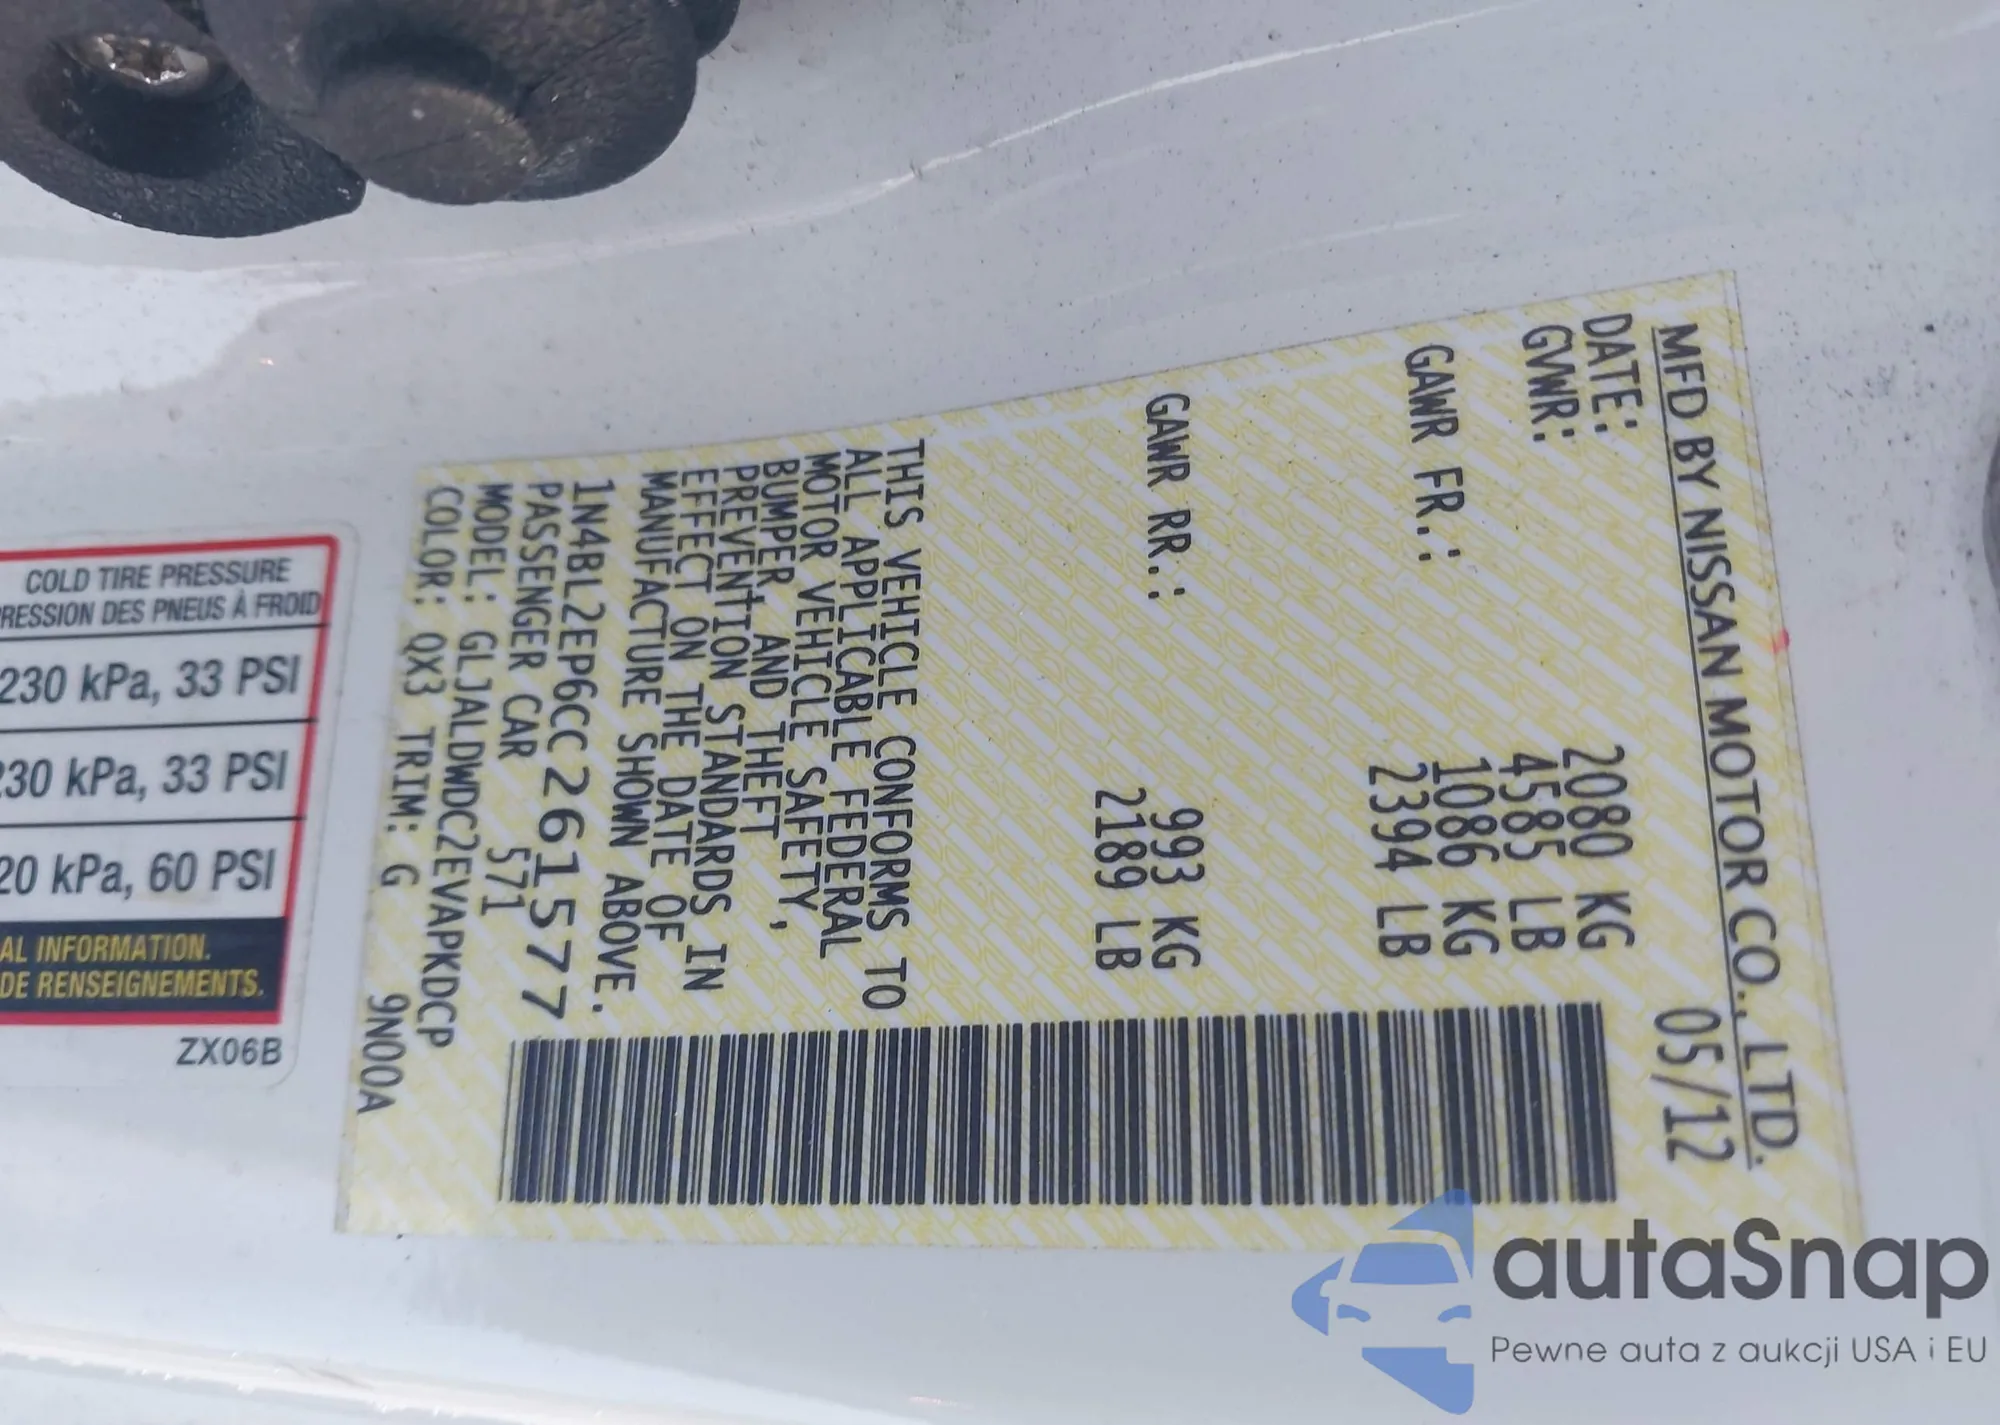 MFD BY NISSAN MOTOR CO., LTD.
DATE: 05/12
GVWR: 2080 KG
4585 LB
GAWR FR.: 1086 KG
2394 LB
GAWR RR.: 993 KG
2189 LB
THIS VEHICLE CONFORMS TO
ALL APPLICABLE FEDERAL
MOTOR VEHICLE SAFETY,
BUMPER, AND THEFT
PREVENTION STANDARDS IN
EFFECT ON THE DATE OF
MANUFACTURE SHOWN ABOVE.
1N4BL2EP6CC261577
PASSENGER CAR 571
MODEL: GLJALDWDC2EVAPKDCP
COLOR: QX3 TRIM: G 9N00A
COLD TIRE PRESSURE
RESSION DES PNEUS À FROID
230 kPa, 33 PSI
230 kPa, 33 PSI
20 kPa, 60 PSI
AL INFORMATION.
DE RENSEIGNEMENTS.
ZX06B
autaSnap
Pewne auta z aukcji USA i EU